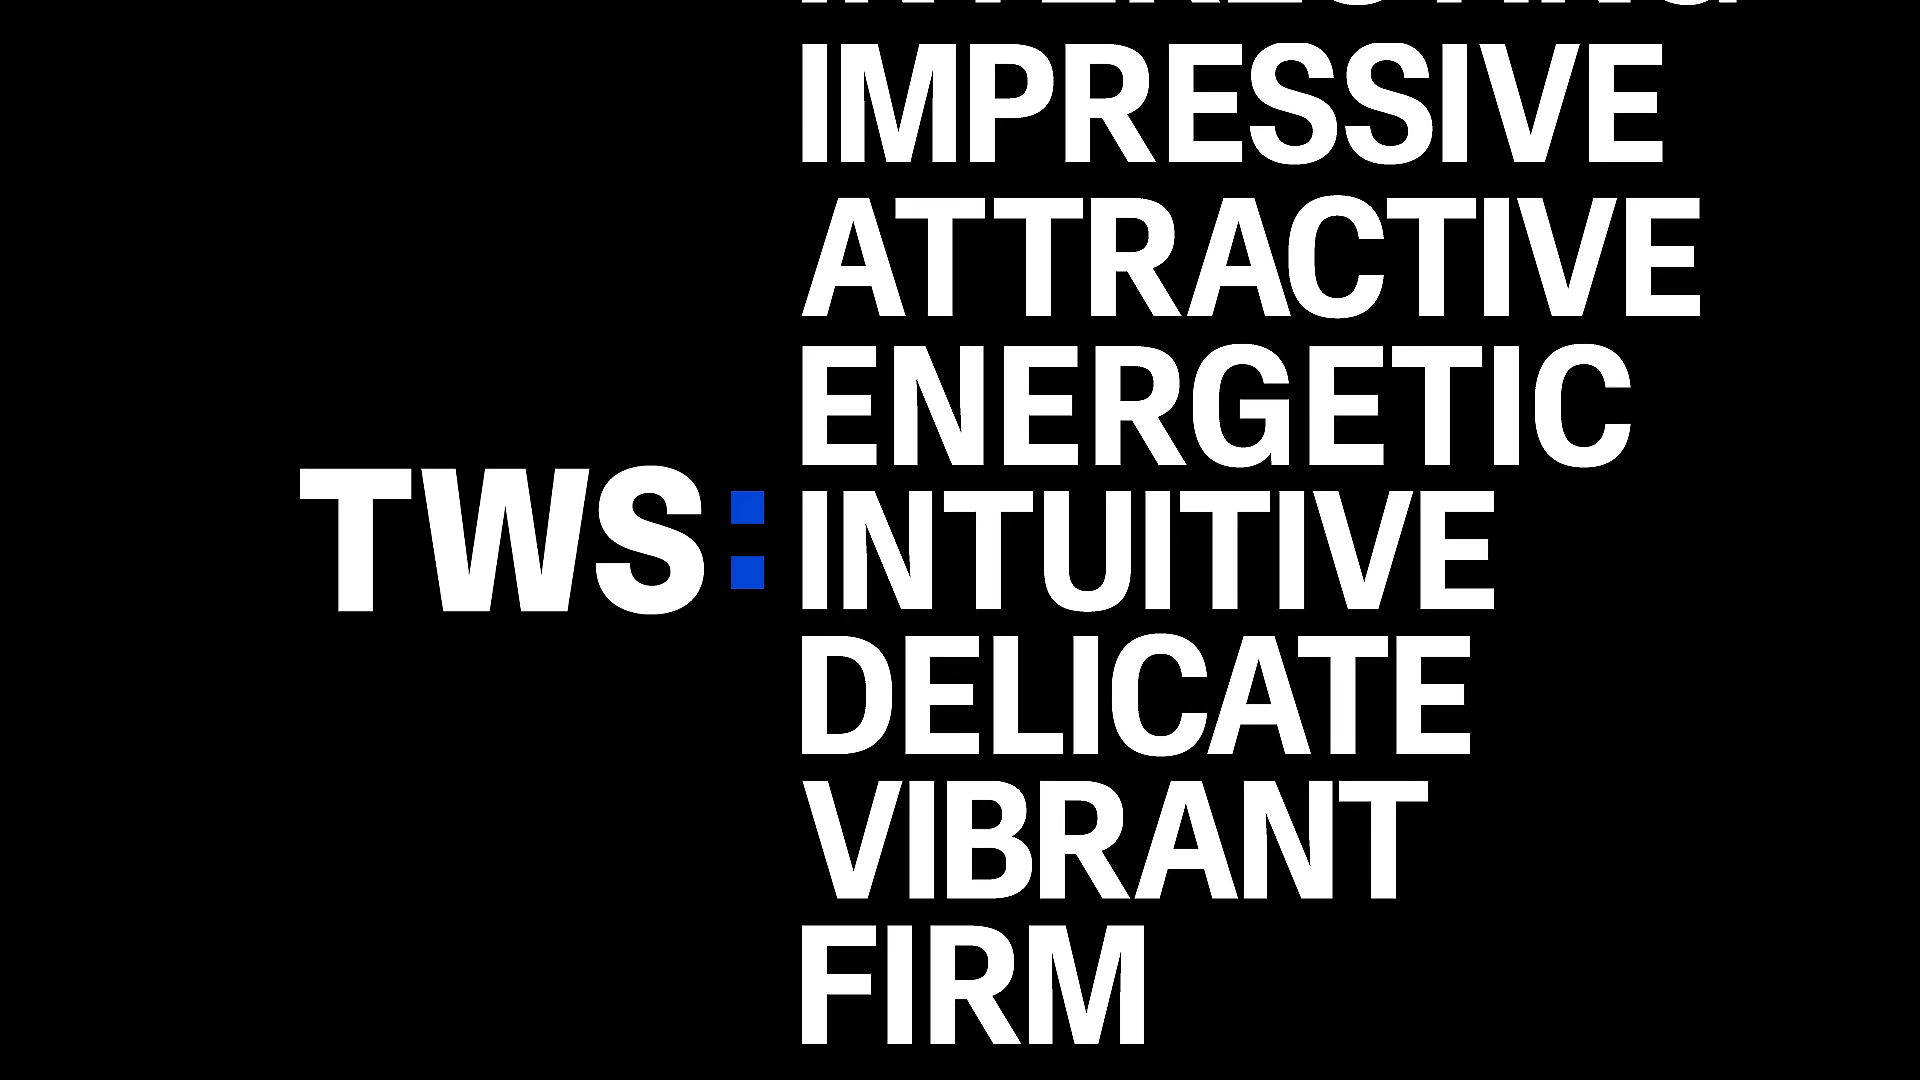 IMPRESSIVE
ATTRACTIVE
ENERGETIC
TWS: INTUITIVE
DELICATE
VIBRANT
FIRM